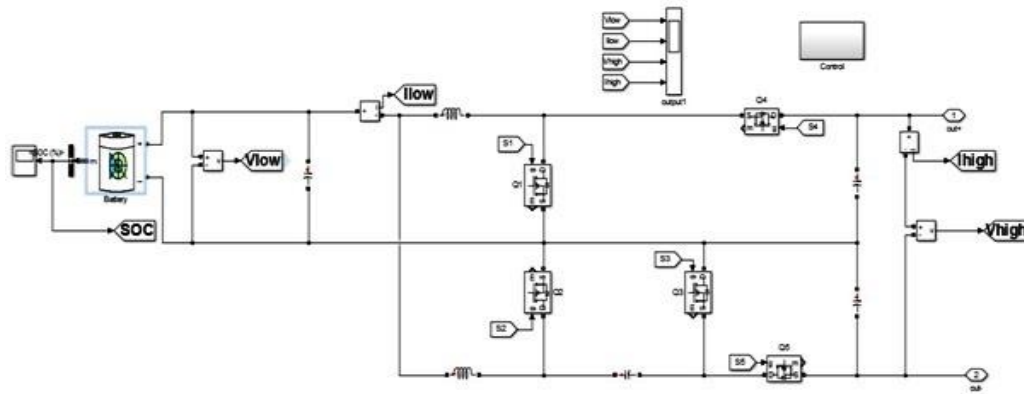 Vlow
Ilow
Vhigh
Ihigh
output1
Control
Ilow
Q4
S4
1
out+
SOC (%)
m
Battery
Vlow
S1
Q1
Ihigh
SOC
Vhigh
S3
Q2
Q3
S2
Q5
S5
2
out-